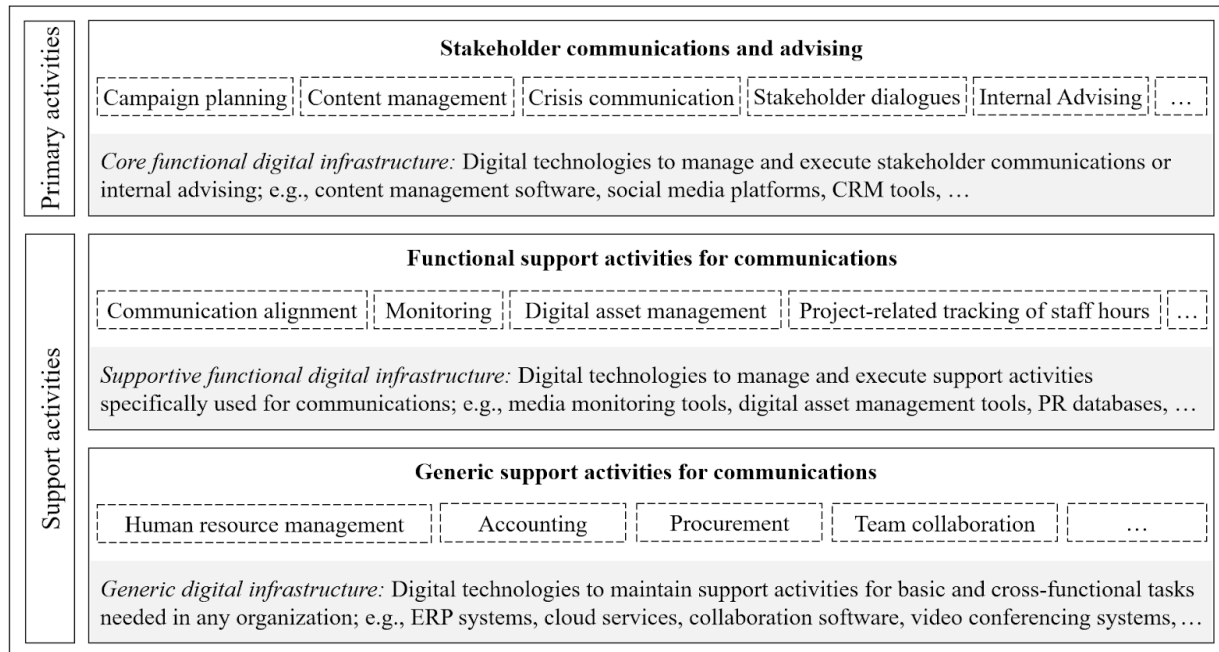 Primary activities
Stakeholder communications and advising
Campaign planning Content management Crisis communication Stakeholder dialogues Internal Advising …
Core functional digital infrastructure: Digital technologies to manage and execute stakeholder communications or
internal advising; e.g., content management software, social media platforms, CRM tools, …
Support activities
Functional support activities for communications
Communication alignment Monitoring Digital asset management Project-related tracking of staff hours …
Supportive functional digital infrastructure: Digital technologies to manage and execute support activities
specifically used for communications; e.g., media monitoring tools, digital asset management tools, PR databases, …
Generic support activities for communications
Human resource management Accounting Procurement Team collaboration …
Generic digital infrastructure: Digital technologies to maintain support activities for basic and cross-functional tasks
needed in any organization; e.g., ERP systems, cloud services, collaboration software, video conferencing systems, …